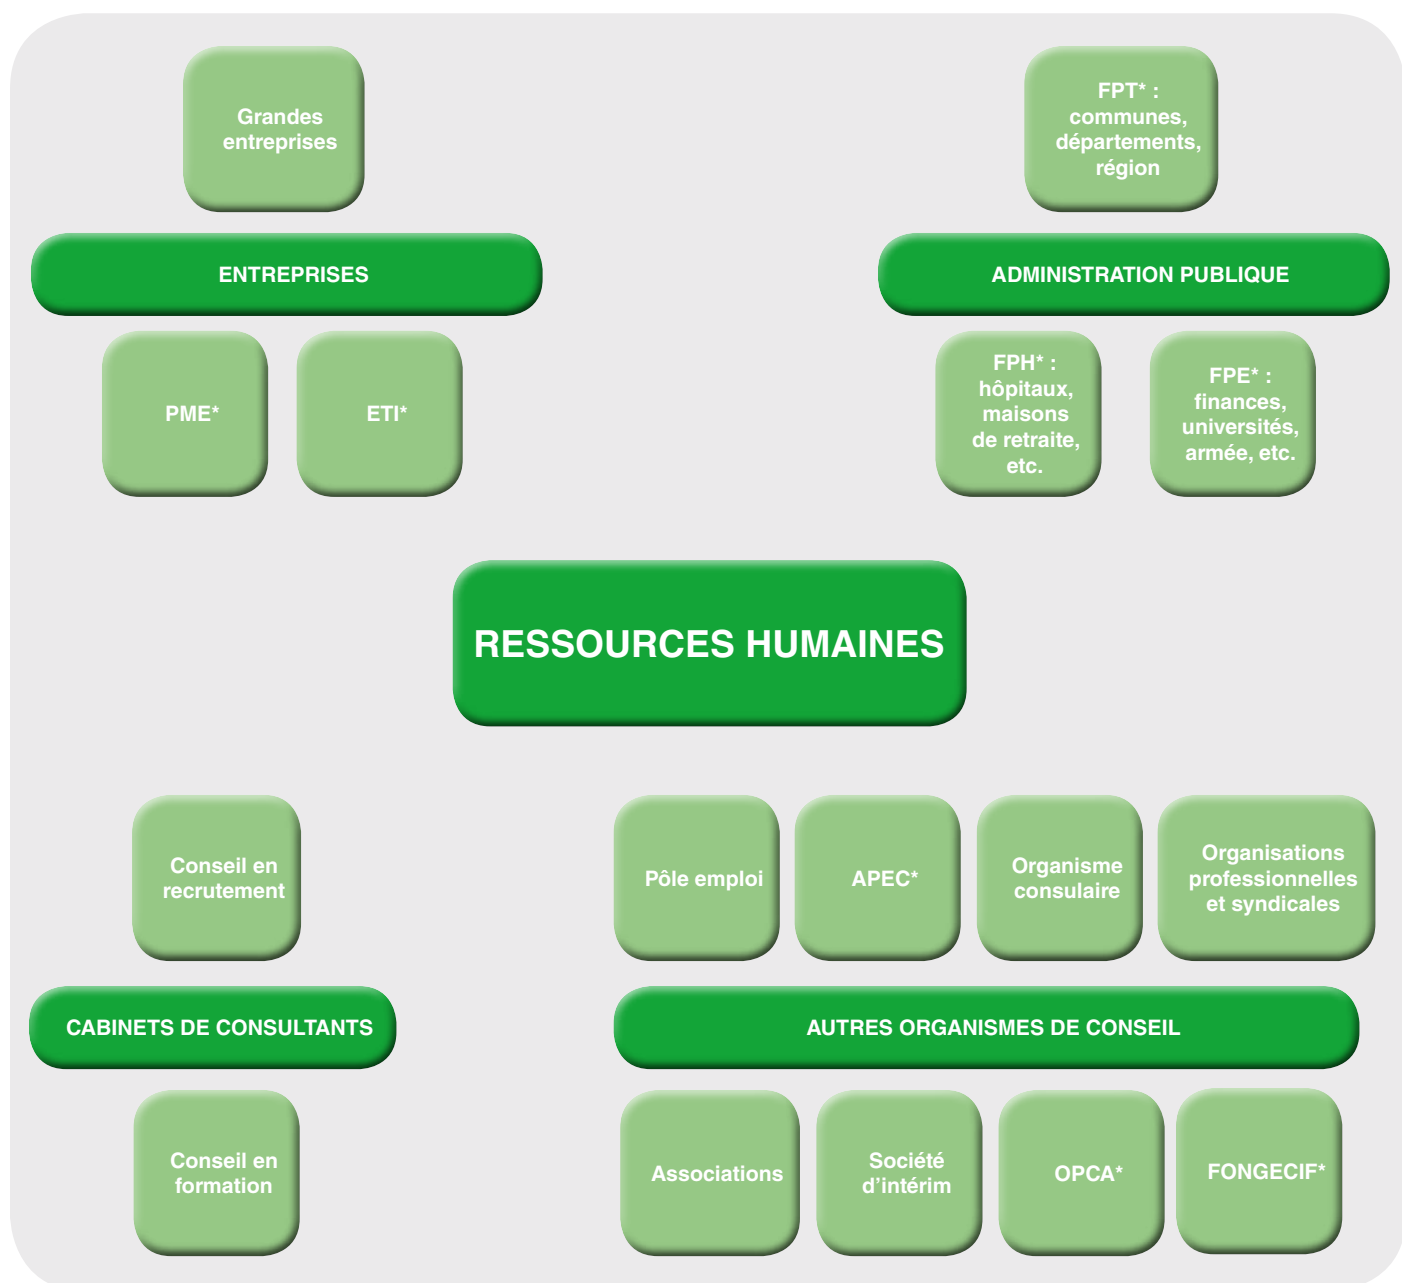 Grandes
entreprises
FPT* :
communes,
départements,
région
ENTREPRISES
ADMINISTRATION PUBLIQUE
PME*
ETI*
FPH* :
hôpitaux,
maisons
de retraite,
etc.
FPE* :
finances,
universités,
armée, etc.
RESSOURCES HUMAINES
Conseil en
recrutement
Pôle emploi
APEC*
Organisme
consulaire
Organisations
professionnelles
et syndicales
CABINETS DE CONSULTANTS
AUTRES ORGANISMES DE CONSEIL
Conseil en
formation
Associations
Société
d’intérim
OPCA*
FONGECIF*